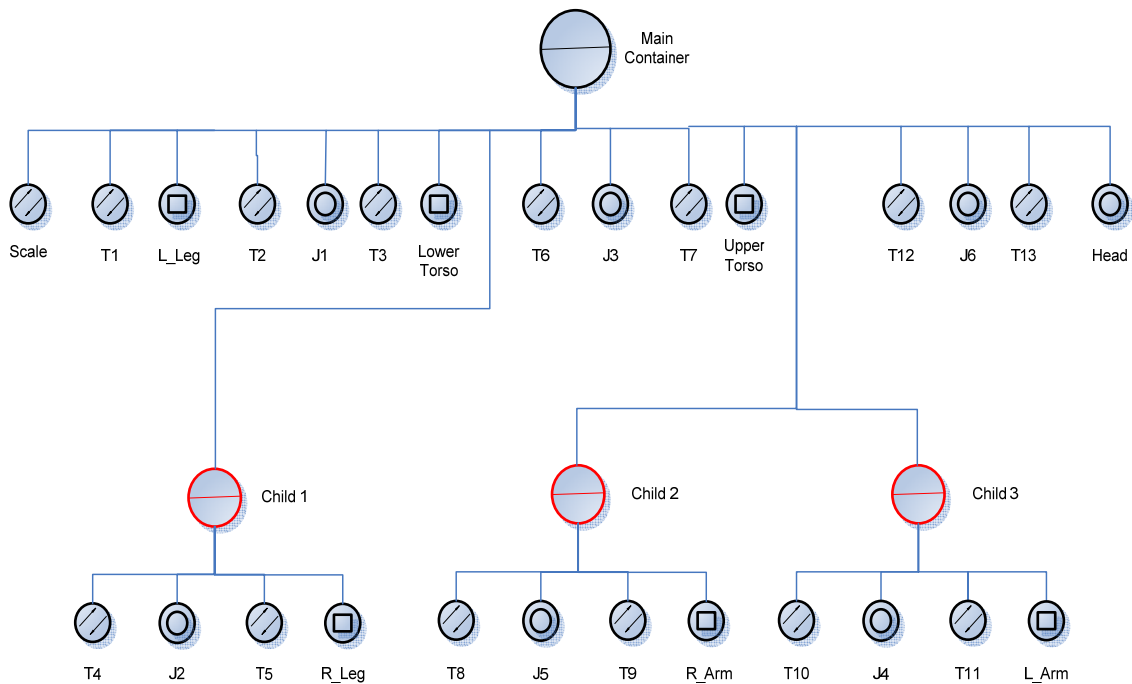 Main
Container
Scale
T1
L_Leg
T2
J1
T3
Lower
Torso
T6
J3
T7
Upper
Torso
T12
J6
T13
Head
Child 1
Child 2
Child 3
T4
J2
T5
R_Leg
T8
J5
T9
R_Arm
T10
J4
T11
L_Arm